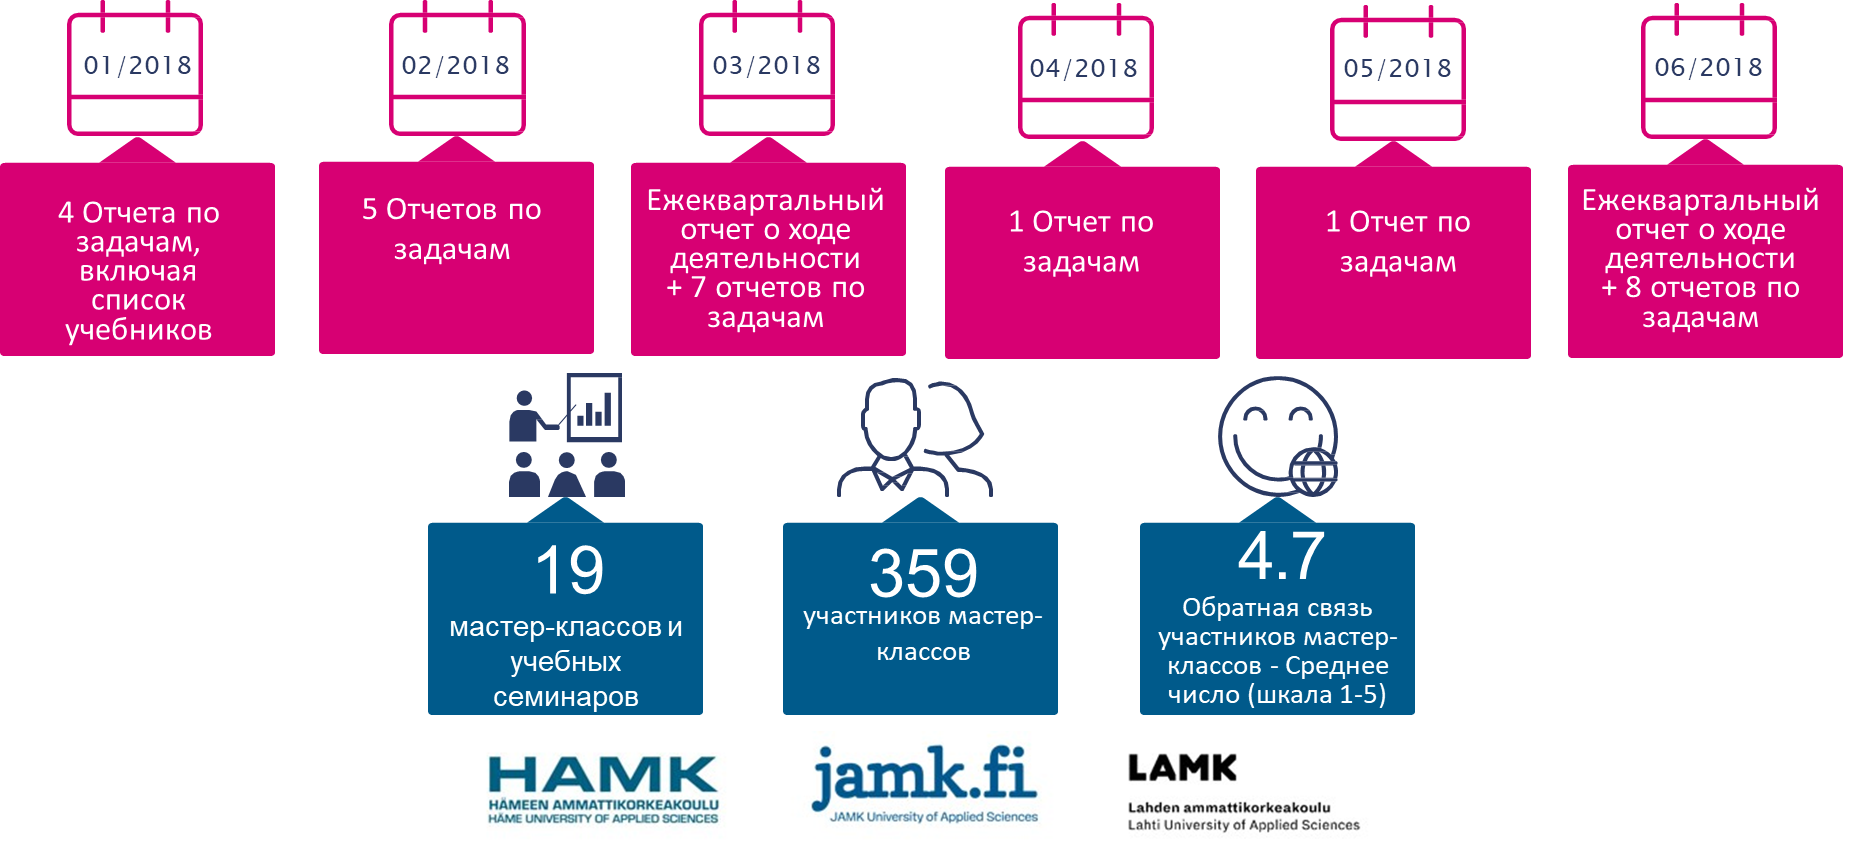 01/2018
02/2018
03/2018
04/2018
05/2018
06/2018
4 Отчета по
задачам,
включая
список
учебников
5 Отчетов по
задачам
Ежеквартальный
отчет о ходе
деятельности
+ 7 отчетов по
задачам
1 Отчет по
задачам
1 Отчет по
задачам
Ежеквартальный
отчет о ходе
деятельности
+ 8 отчетов по
задачам
19
мастер-классов и
учебных
семинаров
359
участников мастер-
классов
4.7
Обратная связь
участников мастер-
классов - Среднее
число (шкала 1-5)
HAMK
HÄMEEN AMMATTIKORKEAKOULU
HÄME UNIVERSITY OF APPLIED SCIENCES
jamk.fi
JAMK University of Applied Sciences
LAMK
Lahden ammattikorkeakoulu
Lahti University of Applied Sciences